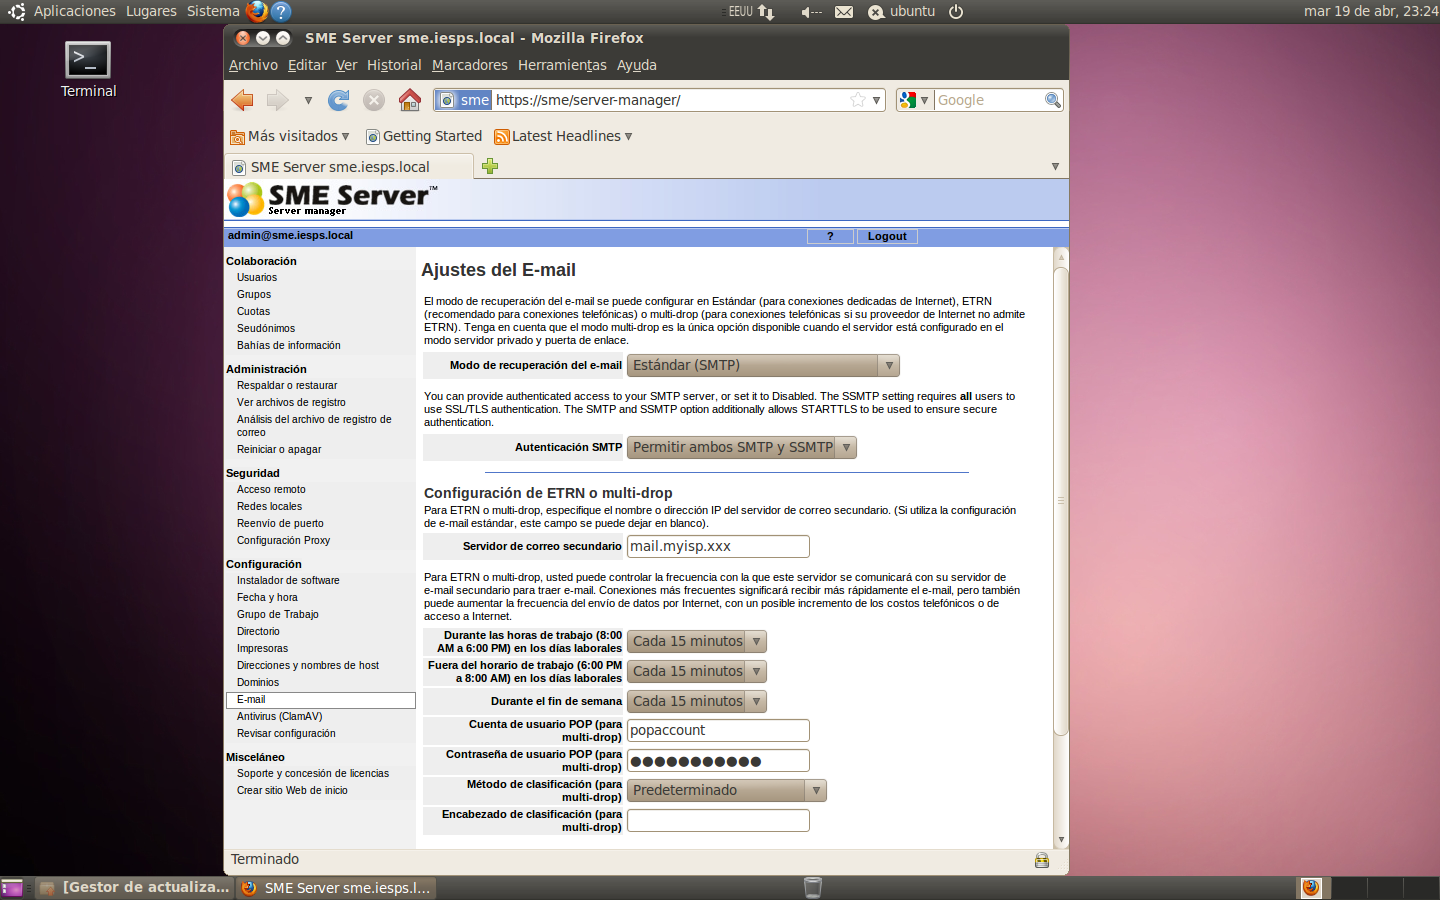 Aplicaciones Lugares Sistema
EEUU
ubuntu
mar 19 de abr, 23:24
Terminal
SME Server sme.iesps.local - Mozilla Firefox
Archivo Editar Ver Historial Marcadores Herramientas Ayuda
sme https://sme/server-manager/
Google
Más visitados Getting Started Latest Headlines
SME Server sme.iesps.local
SME Server™
Server manager
admin@sme.iesps.local
? Logout
Colaboración
Usuarios
Grupos
Cuotas
Seudónimos
Bahías de información
Administración
Respaldar o restaurar
Ver archivos de registro
Análisis del archivo de registro de
correo
Reiniciar o apagar
Seguridad
Acceso remoto
Redes locales
Reenvío de puerto
Configuración Proxy
Configuración
Instalador de software
Fecha y hora
Grupo de Trabajo
Directorio
Impresoras
Direcciones y nombres de host
Dominios
E-mail
Antivirus (ClamAV)
Revisar configuración
Misceláneo
Soporte y concesión de licencias
Crear sitio Web de inicio
Ajustes del E-mail
El modo de recuperación del e-mail se puede configurar en Estándar (para conexiones dedicadas de Internet), ETRN
(recomendado para conexiones telefónicas) o multi-drop (para conexiones telefónicas si su proveedor de Internet no admite
ETRN). Tenga en cuenta que el modo multi-drop es la única opción disponible cuando el servidor está configurado en el
modo servidor privado y puerta de enlace.
Modo de recuperación del e-mail Estándar (SMTP)
You can provide authenticated access to your SMTP server, or set it to Disabled. The SSMTP setting requires all users to
use SSL/TLS authentication. The SMTP and SSMTP option additionally allows STARTTLS to be used to ensure secure
authentication.
Autenticación SMTP Permitir ambos SMTP y SSMTP
Configuración de ETRN o multi-drop
Para ETRN o multi-drop, especifique el nombre o dirección IP del servidor de correo secundario. (Si utiliza la configuración
de e-mail estándar, este campo se puede dejar en blanco).
Servidor de correo secundario mail.myisp.xxx
Para ETRN o multi-drop, usted puede controlar la frecuencia con la que este servidor se comunicará con su servidor de
e-mail secundario para traer e-mail. Conexiones más frecuentes significará recibir más rápidamente el e-mail, pero también
puede aumentar la frecuencia del envío de datos por Internet, con un posible incremento de los costos telefónicos o de
acceso a Internet.
Durante las horas de trabajo (8:00
AM a 6:00 PM) en los días laborales Cada 15 minutos
Fuera del horario de trabajo (6:00 PM
a 8:00 AM) en los días laborales Cada 15 minutos
Durante el fin de semana Cada 15 minutos
Cuenta de usuario POP (para
multi-drop) popaccount
Contraseña de usuario POP (para
multi-drop) ●●●●●●●●●●●
Método de clasificación (para
multi-drop) Predeterminado
Encabezado de clasificación (para
multi-drop)
Terminado
[Gestor de actualiza... SME Server sme.iesps.l...